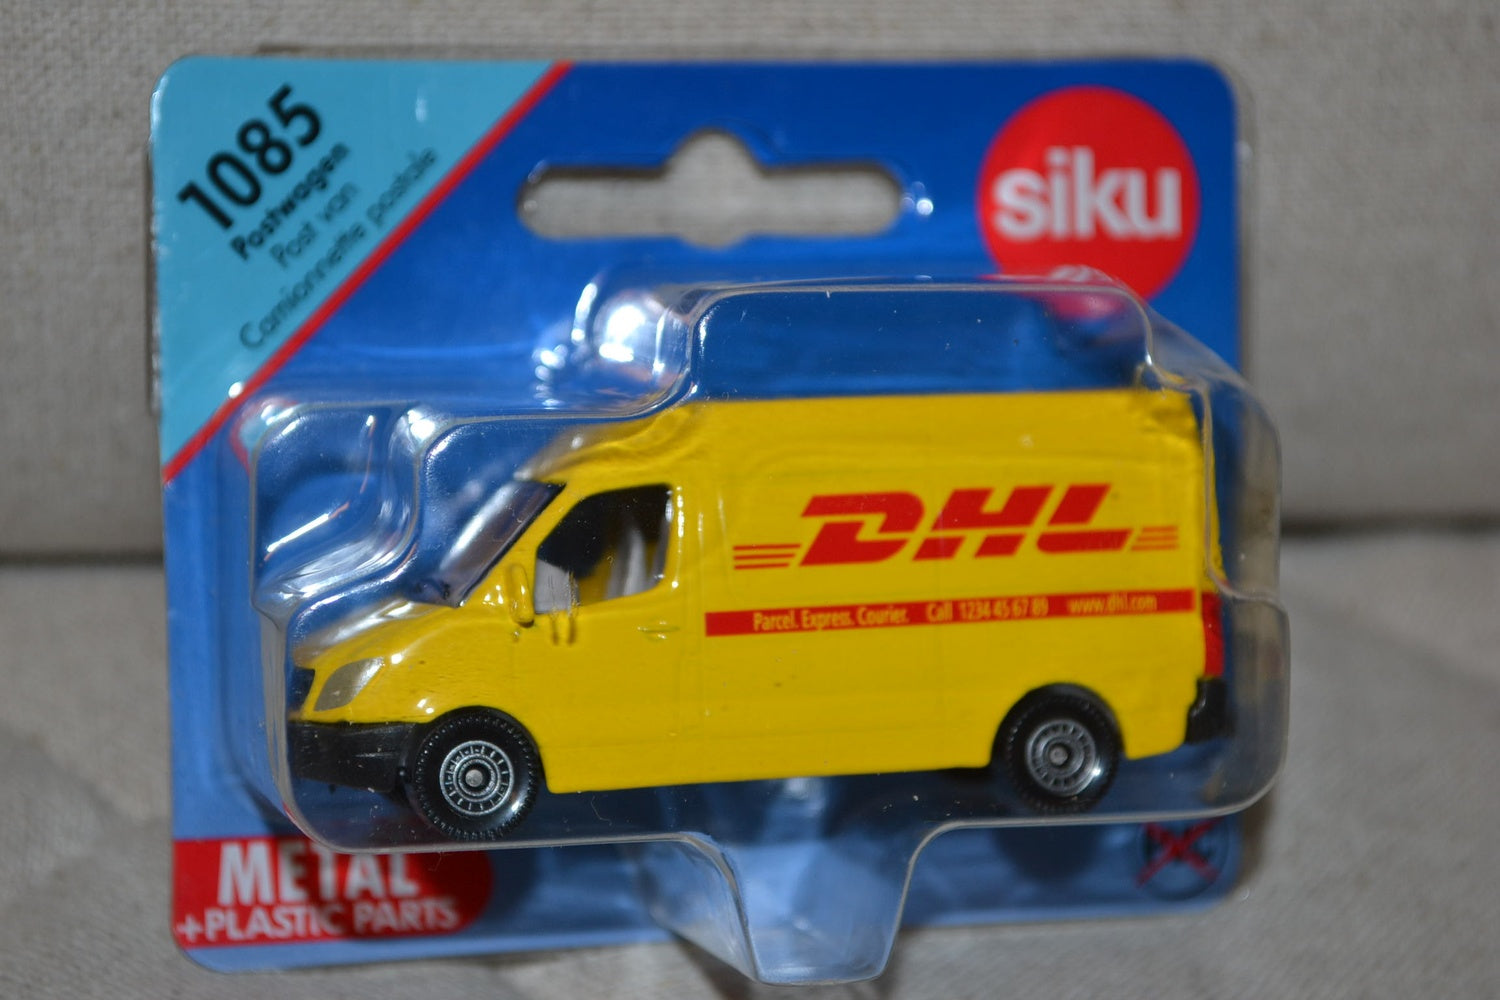 1085
Postwagen
Post van
Camionnette postale
siku
DHL
Parcel. Express. Courier. Call 1234 45 67 89 www.dhl.com
METAL
+PLASTIC PARTS